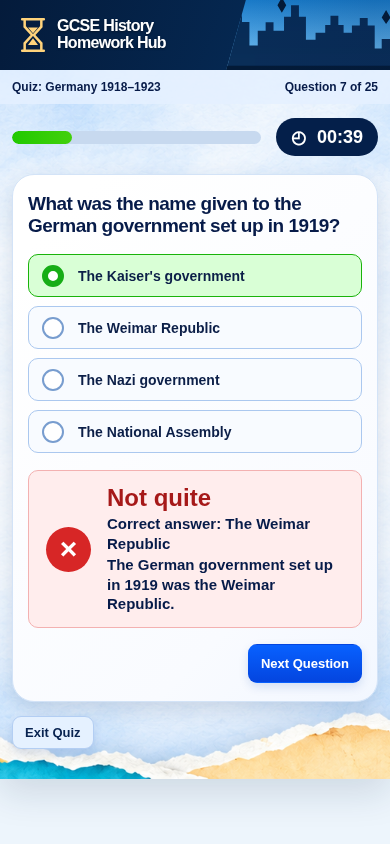 GCSE History
Homework Hub
Quiz: Germany 1918–1923
Question 7 of 25
00:39
What was the name given to the
German government set up in 1919?
The Kaiser's government
The Weimar Republic
The Nazi government
The National Assembly
Not quite
Correct answer: The Weimar
Republic
The German government set up
in 1919 was the Weimar
Republic.
Next Question
Exit Quiz